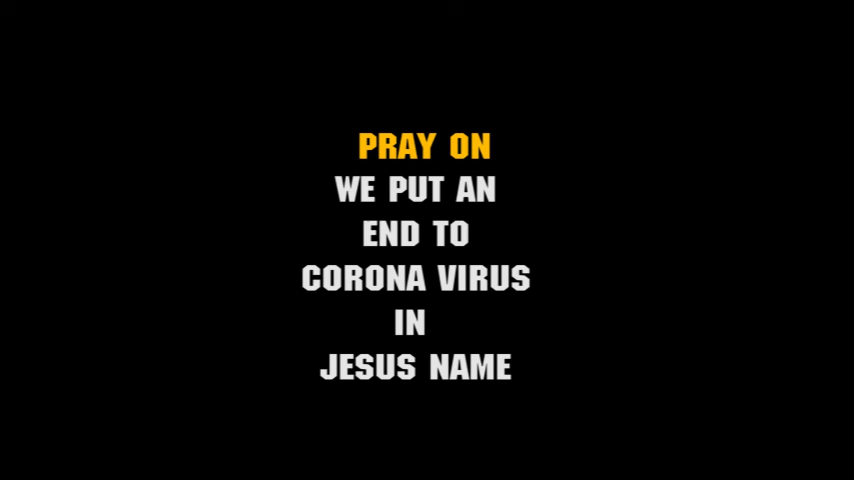 PRAY ON
WE PUT AN
END TO
CORONA VIRUS
IN
JESUS NAME